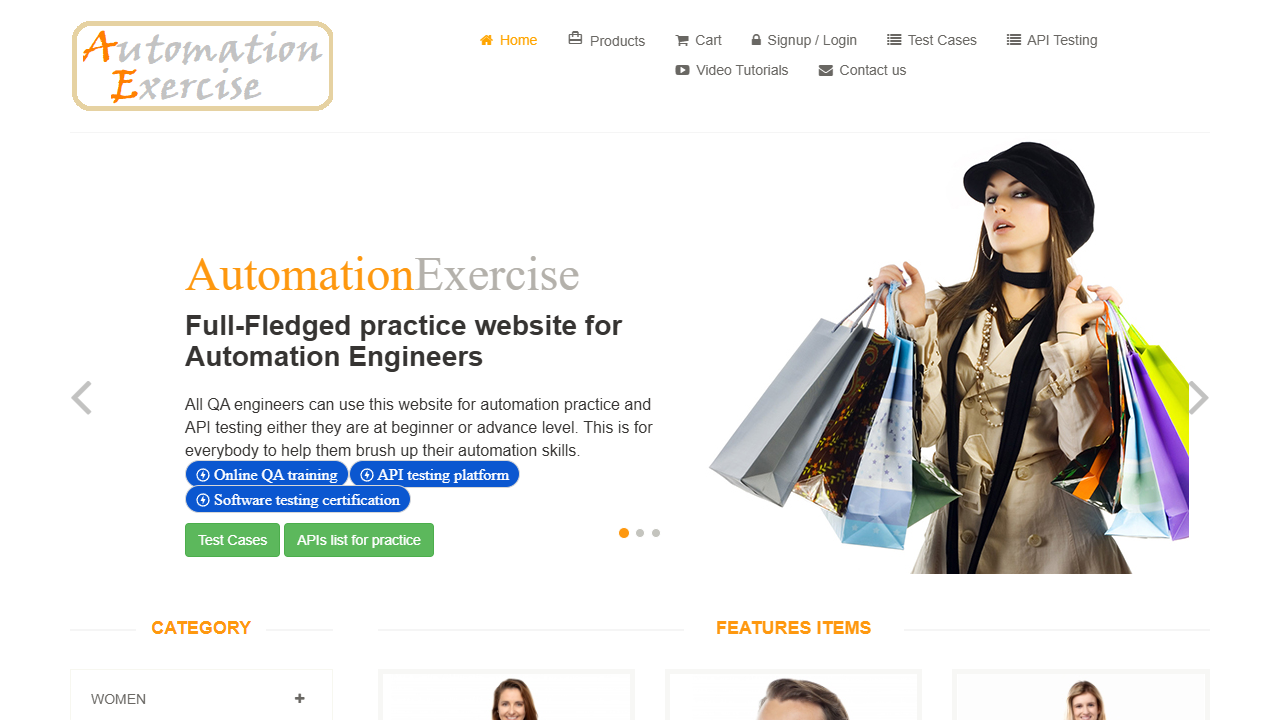 Automation
Exercise
Home
Products
Cart
Signup / Login
Test Cases
API Testing
Video Tutorials
Contact us
AutomationExercise
Full-Fledged practice website for
Automation Engineers
All QA engineers can use this website for automation practice and
API testing either they are at beginner or advance level. This is for
everybody to help them brush up their automation skills.
Online QA training
API testing platform
Software testing certification
Test Cases
APIs list for practice
CATEGORY
FEATURES ITEMS
WOMEN